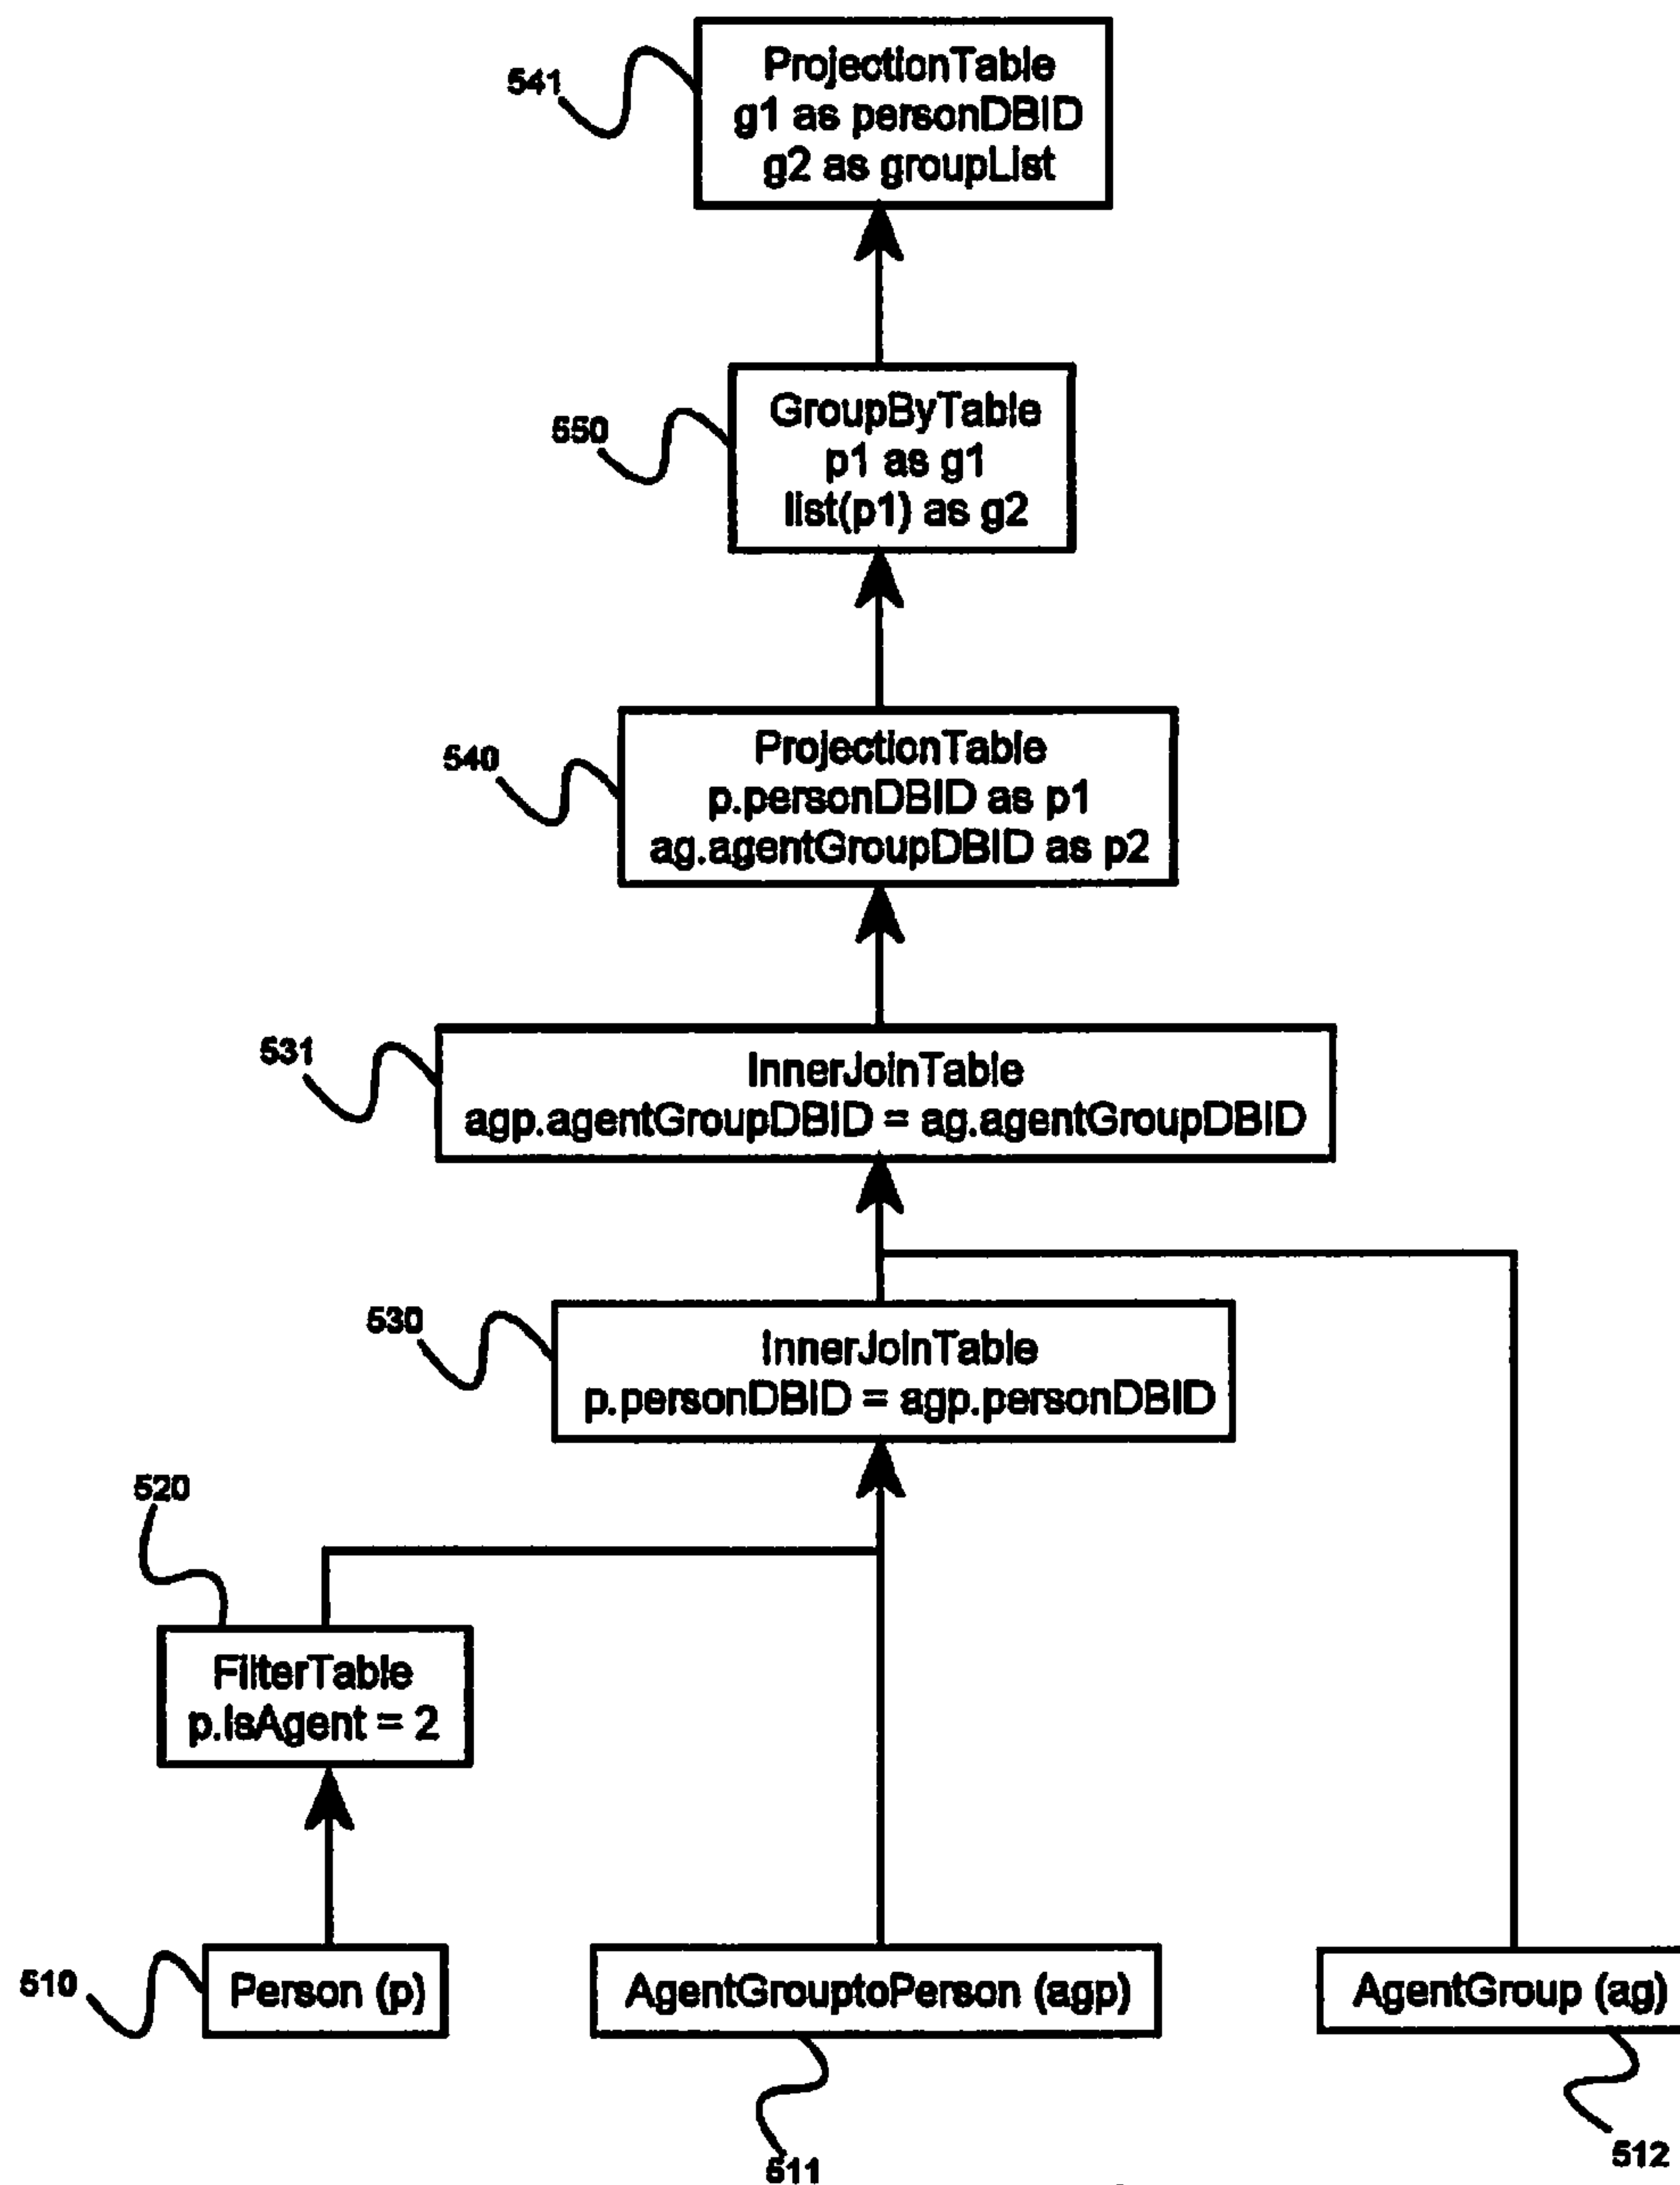 541
ProjectionTable
g1 as personDBID
g2 as groupList
550
GroupByTable
p1 as g1
list(p1) as g2
540
ProjectionTable
p.personDBID as p1
ag.agentGroupDBID as p2
531
InnerJoinTable
agp.agentGroupDBID = ag.agentGroupDBID
530
InnerJoinTable
p.personDBID = agp.personDBID
520
FilterTable
p.isAgent = 2
510
Person (p)
AgentGrouptoPerson (agp)
AgentGroup (ag)
511
512